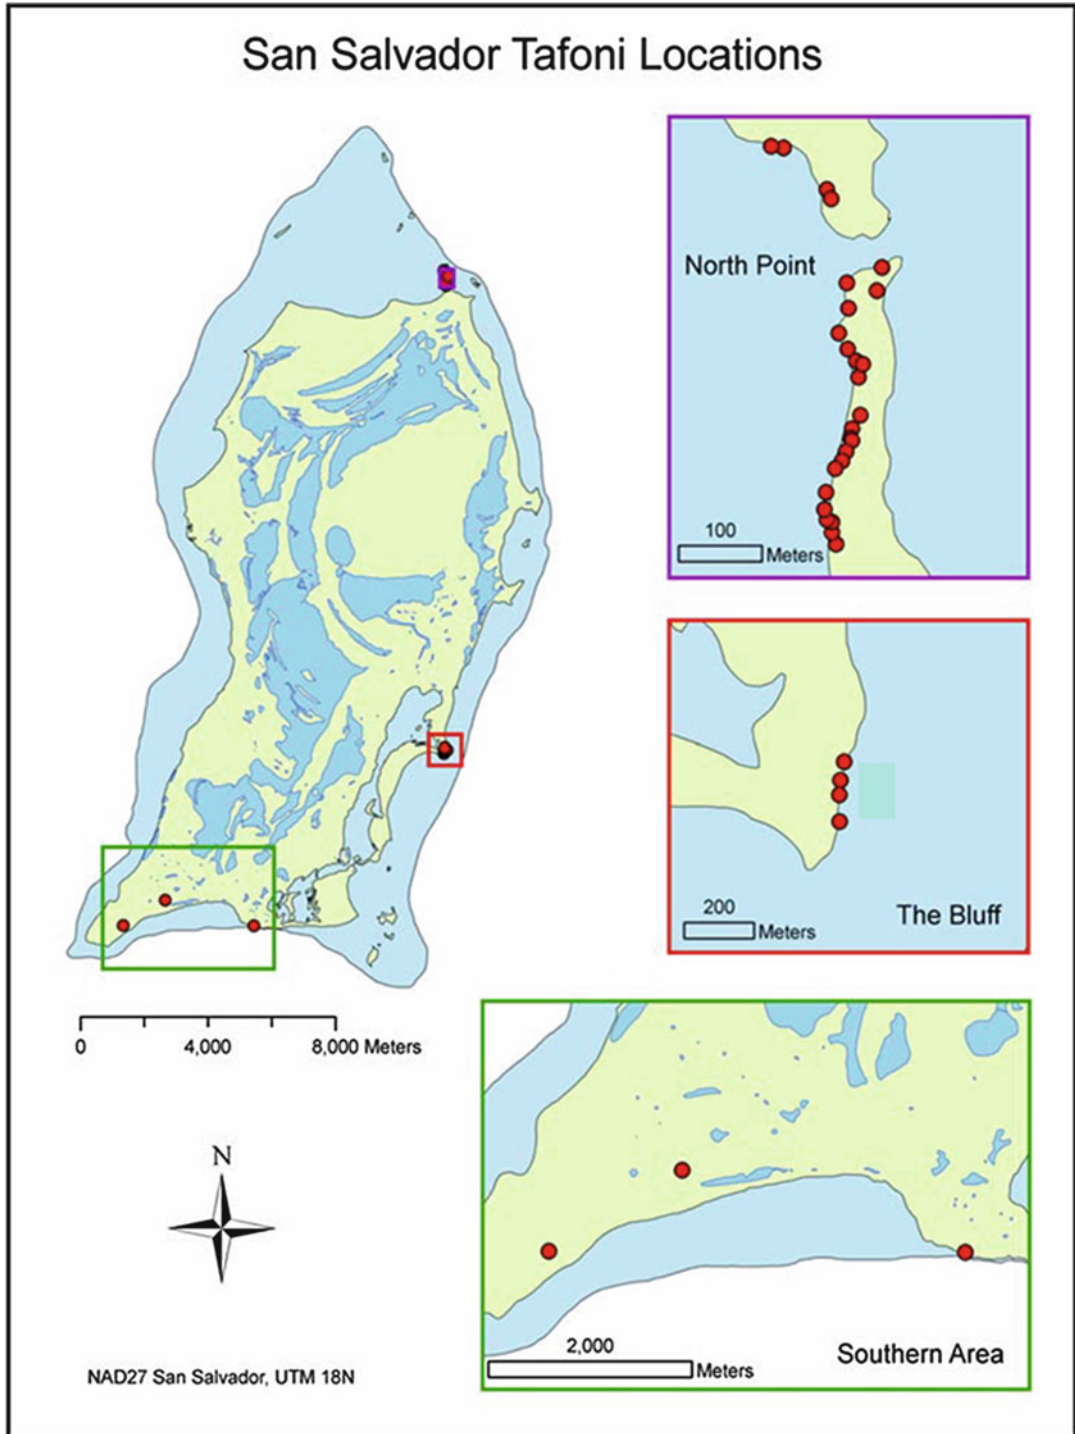 San Salvador Tafoni Locations
North Point
100
Meters
200
Meters
The Bluff
0 4,000 8,000 Meters
N
2,000
Meters
Southern Area
NAD27 San Salvador, UTM 18N